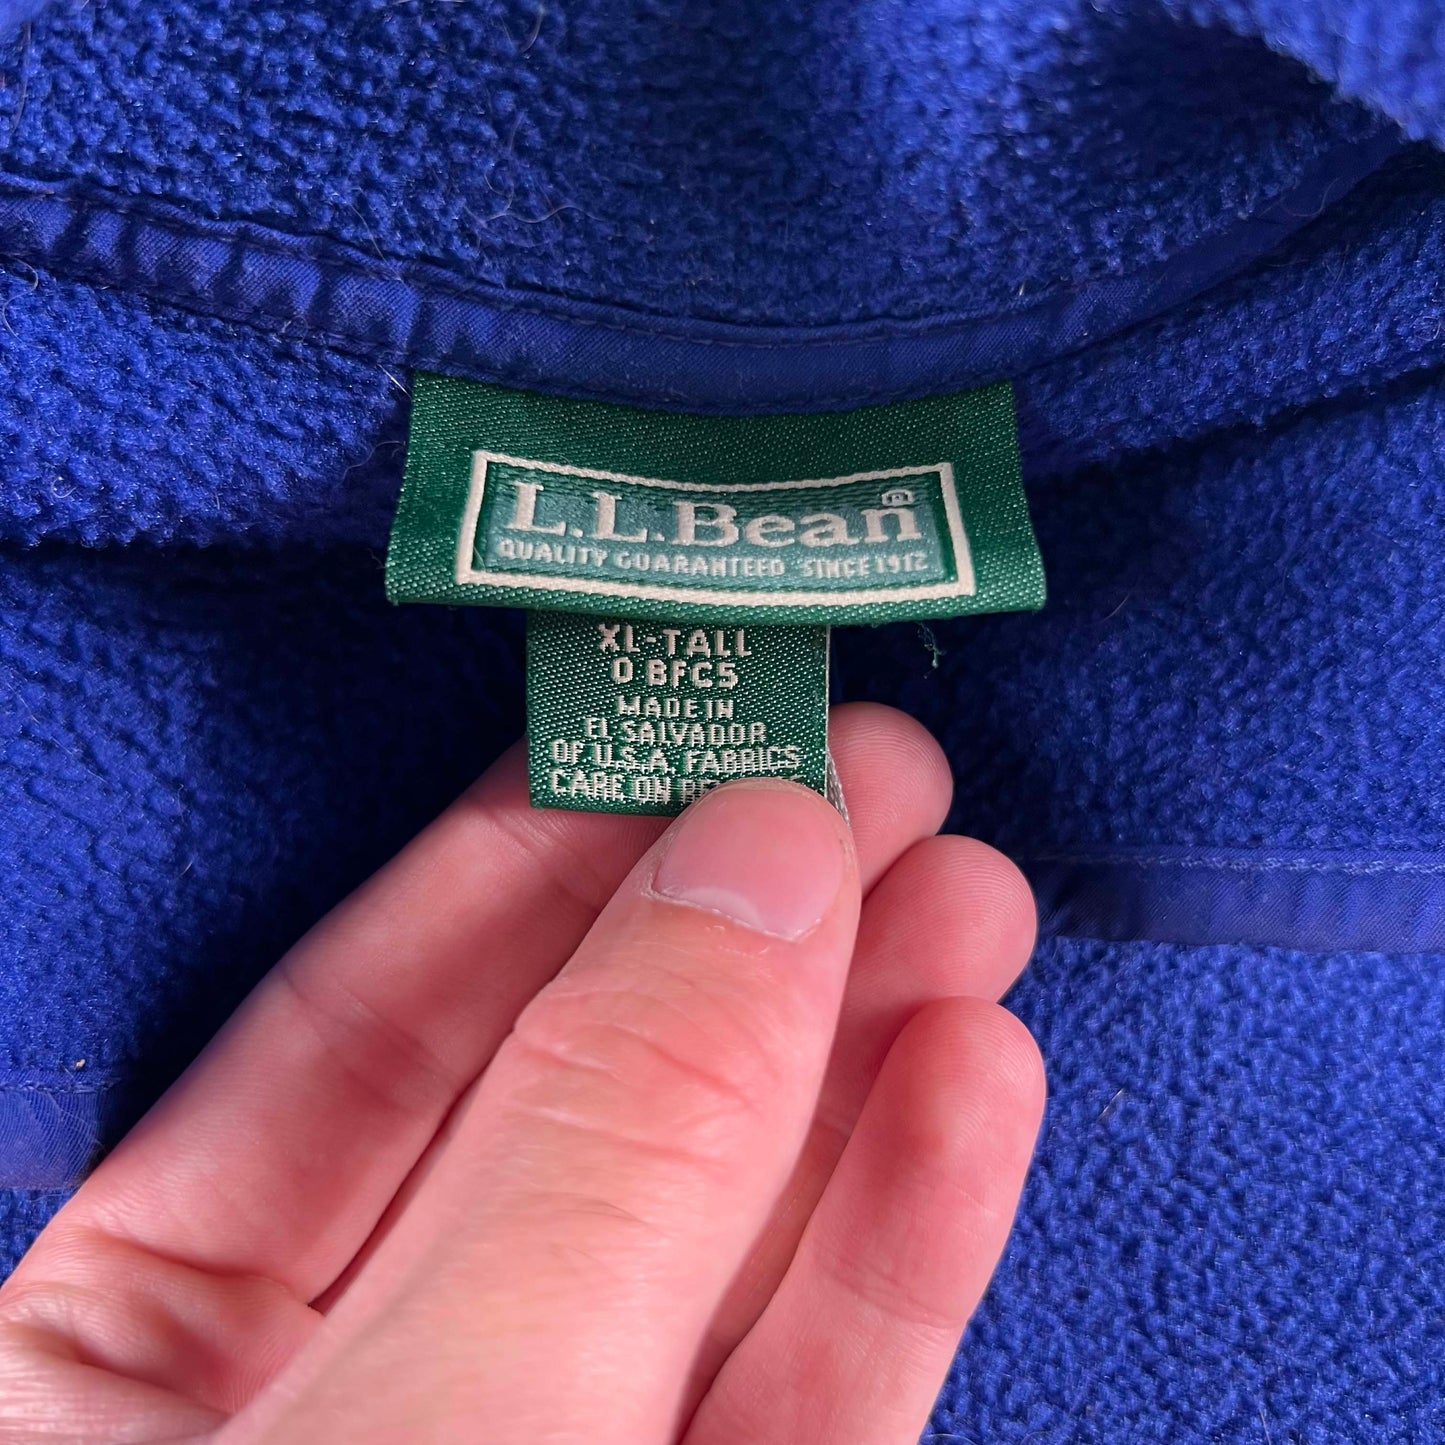 L.L.Bean®
QUALITY GUARANTEED SINCE 1912
XL-TALL
0 BFC5
MADE IN
EL SALVADOR
OF U.S.A. FABRICS
CARE ON